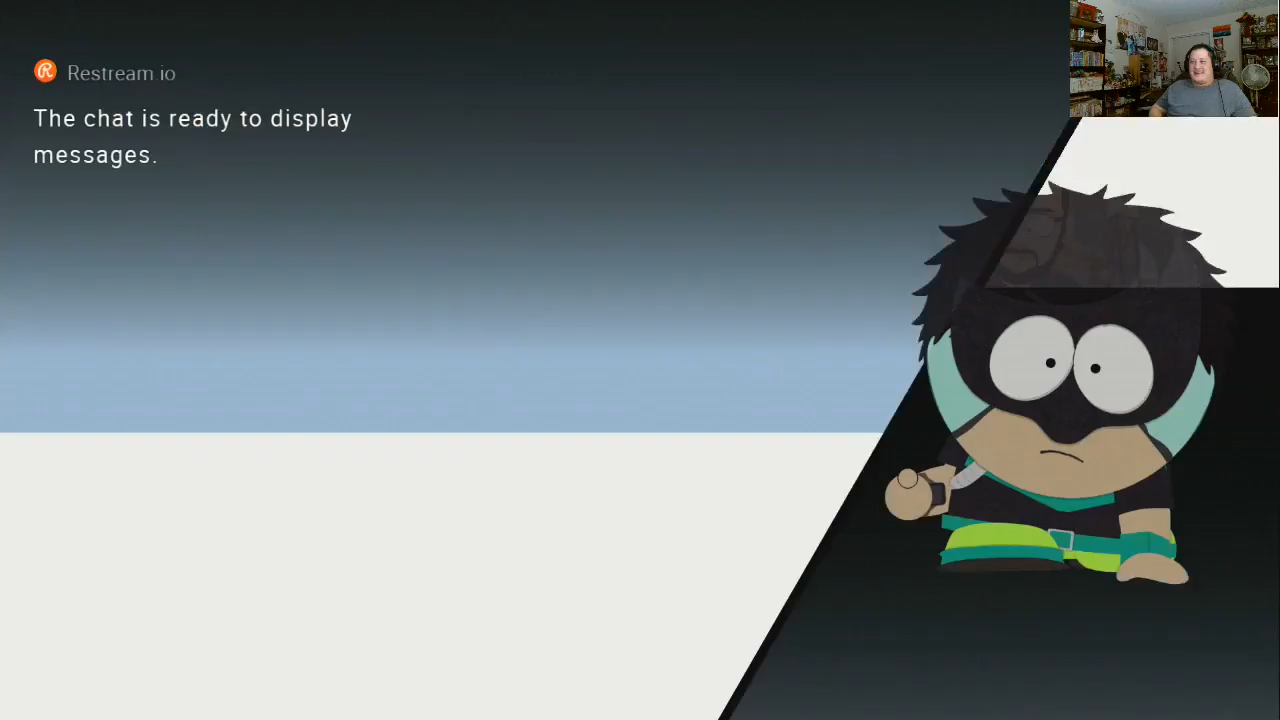 Restream.io
The chat is ready to display
messages.